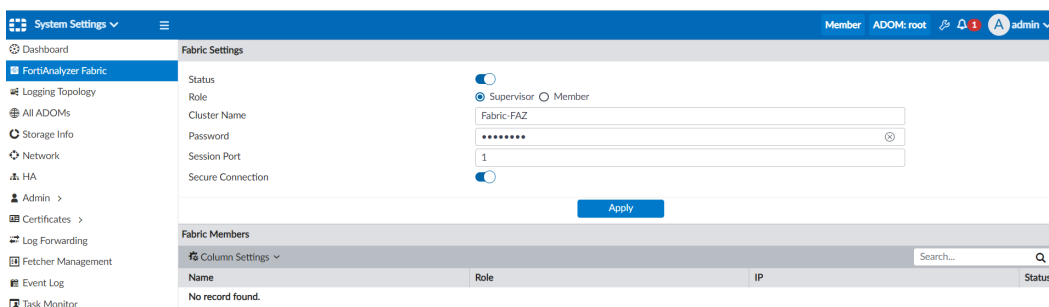 System Settings
Member ADOM: root 1 A admin
Dashboard
Fabric Settings
FortiAnalyzer Fabric
Status
Logging Topology
Role Supervisor Member
All ADOMs
Cluster Name Fabric-FAZ
Storage Info
Password ••••••••
Network
Session Port 1
HA
Secure Connection
Admin >
Apply
Certificates >
Fabric Members
Log Forwarding
Column Settings Search...
Fetcher Management
Name Role IP Status
Event Log
No record found.
Task Monitor